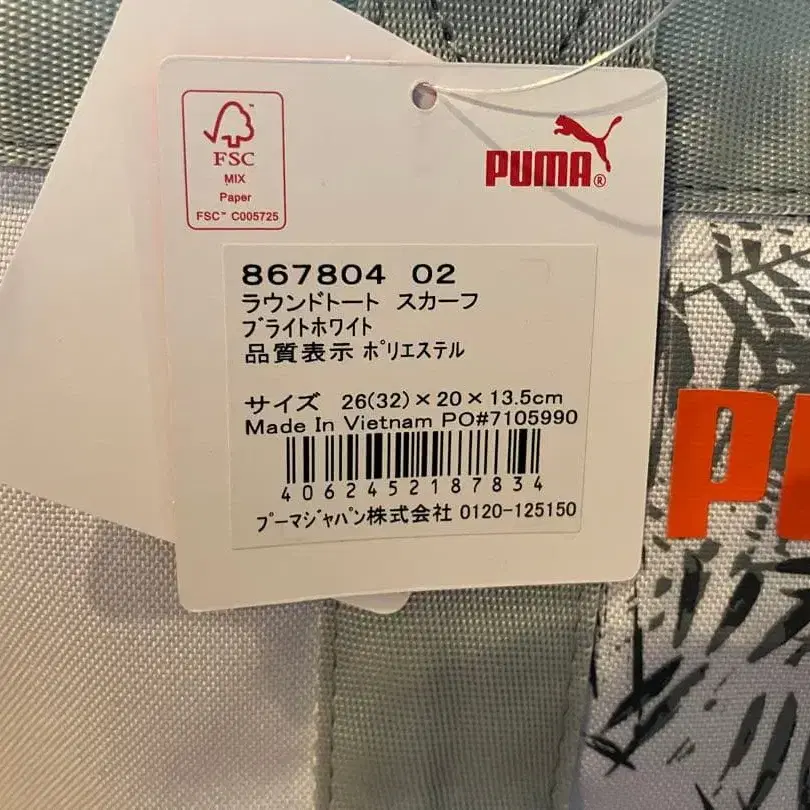 FSC
MIX
Paper
FSC™ C005725
PUMA®
867804 02
ラウンドトート スカーフ
ﾌﾞライトホワイト
品質表示 ﾎﾟﾘｴｽﾃﾙ
サイズ 26(32)×20×13.5cm
Made In Vietnam PO#7105990
4062452187834
ﾌﾟｰﾏｼﾞｬﾊﾟﾝ株式会社 0120-125150
P